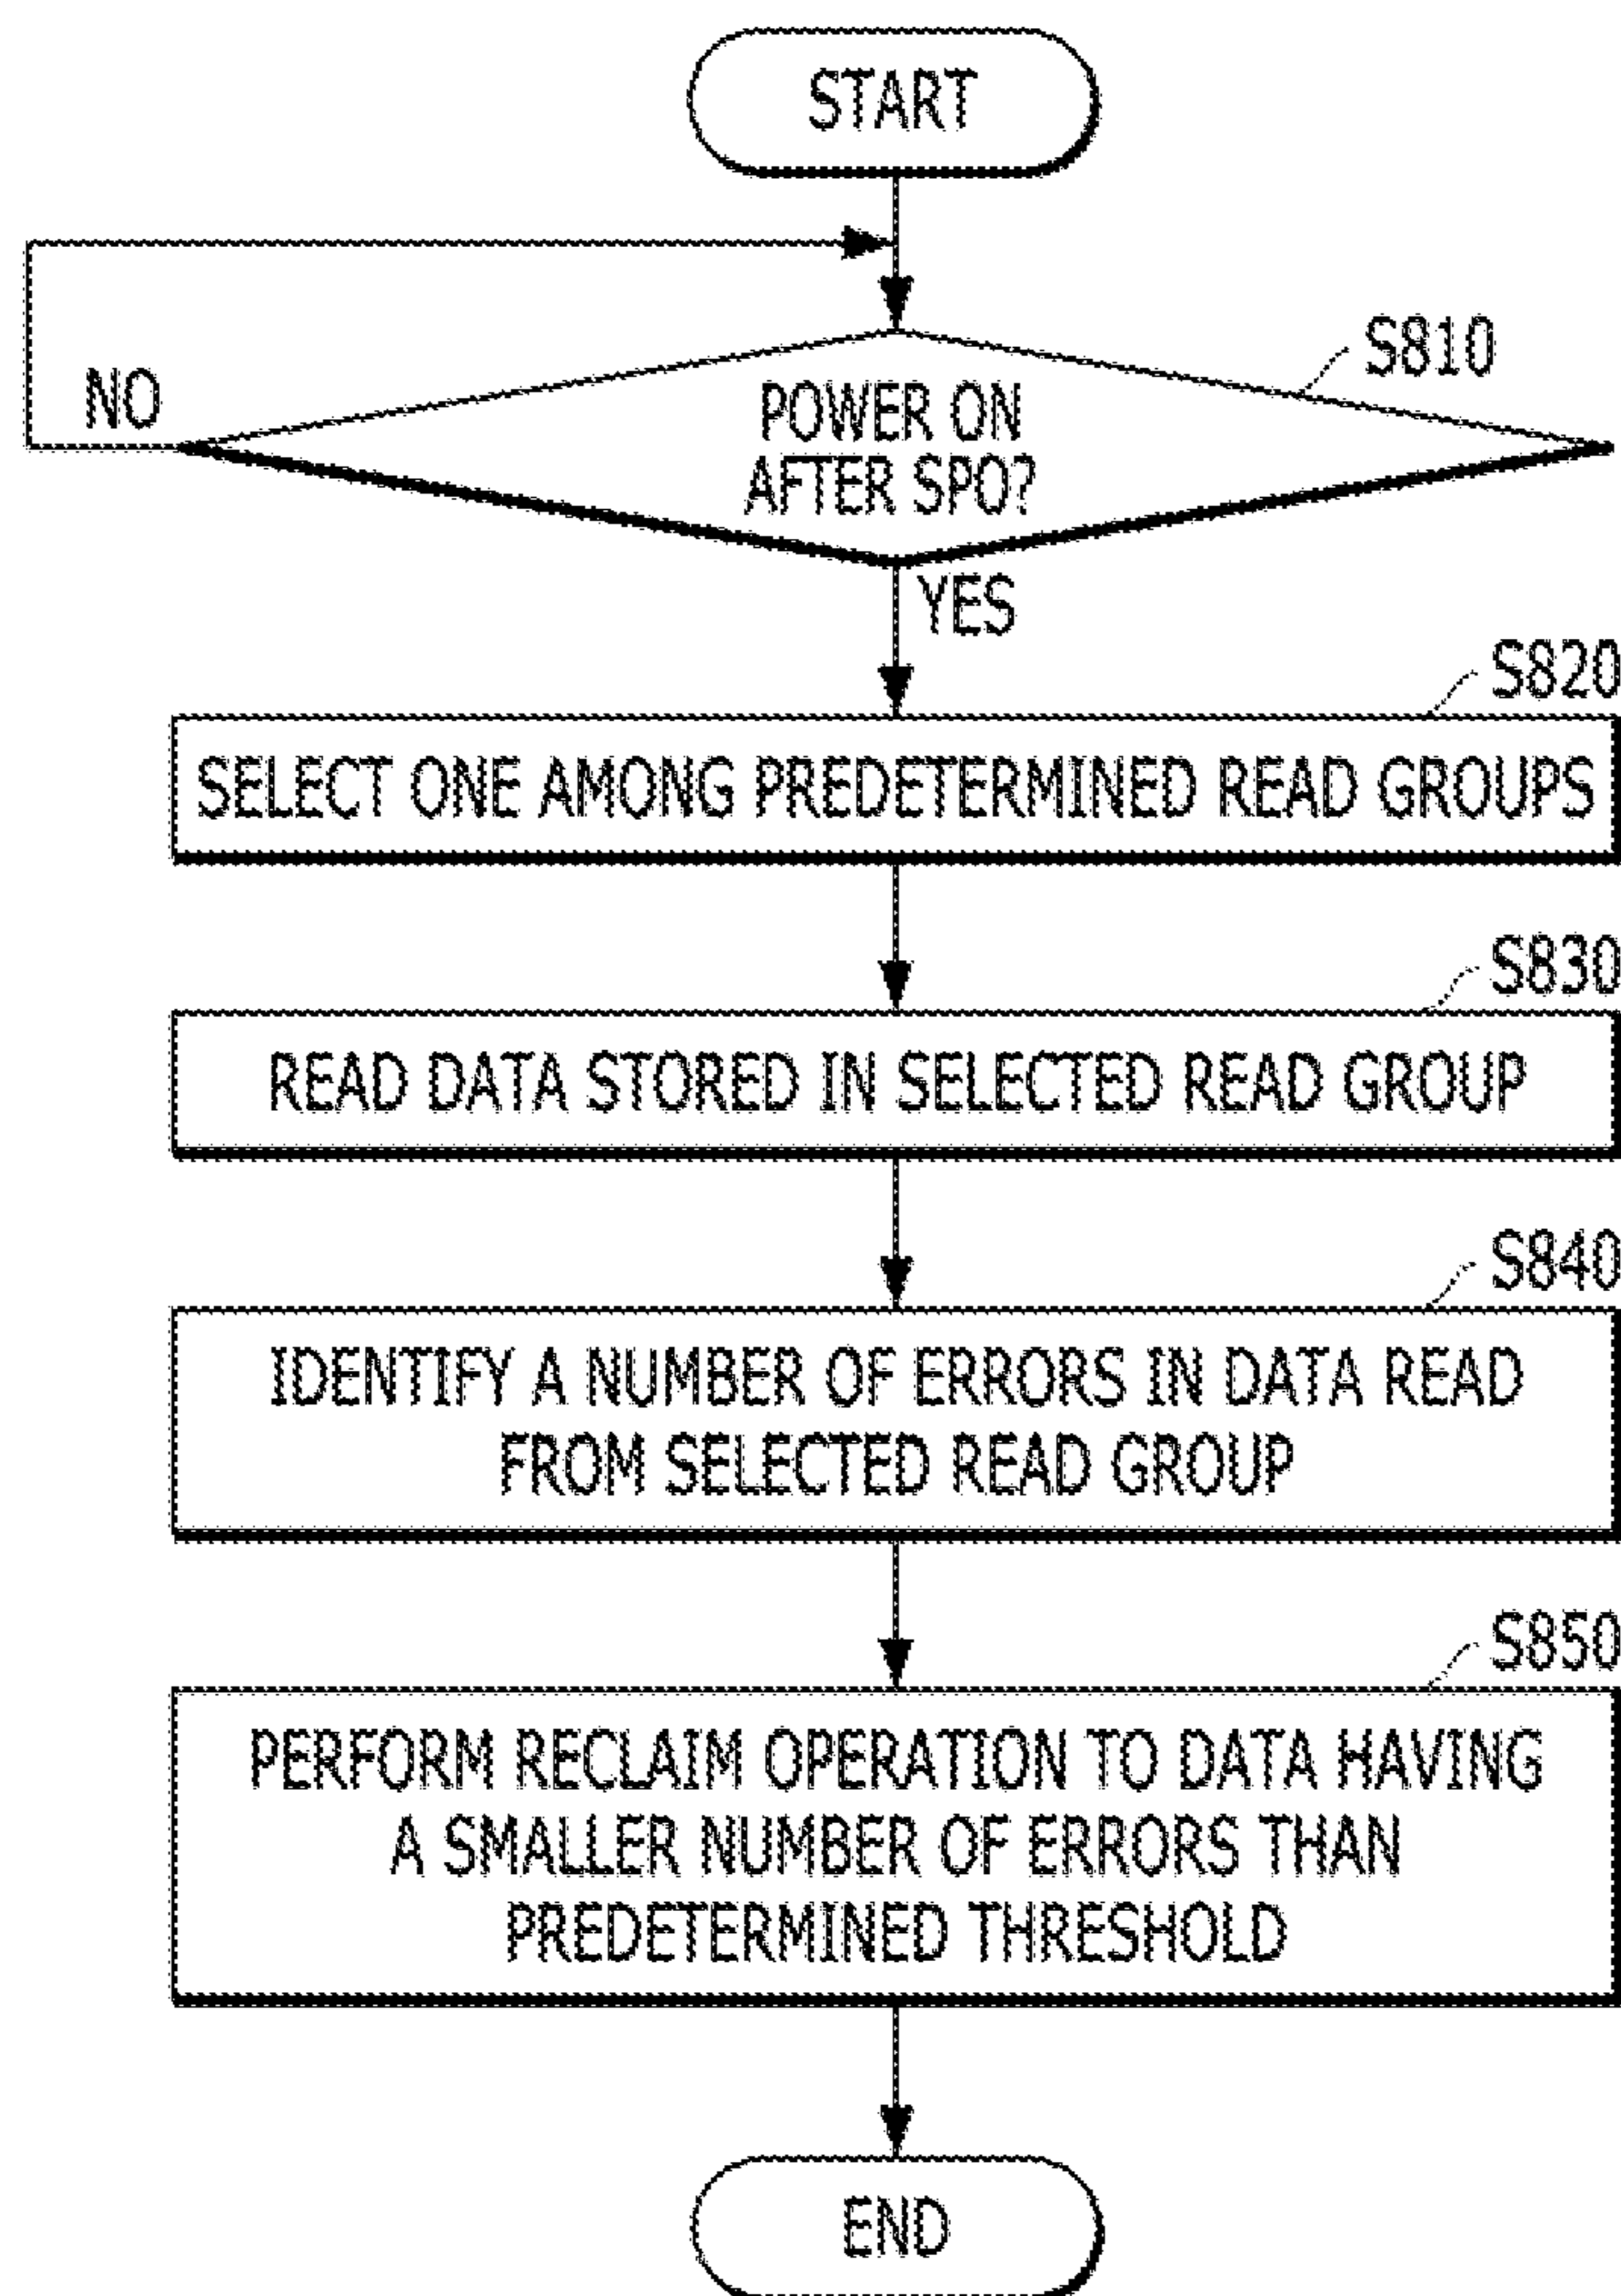 START
S810
NO
POWER ON
AFTER SPO?
YES
S820
SELECT ONE AMONG PREDETERMINED READ GROUPS
S830
READ DATA STORED IN SELECTED READ GROUP
S840
IDENTIFY A NUMBER OF ERRORS IN DATA READ
FROM SELECTED READ GROUP
S850
PERFORM RECLAIM OPERATION TO DATA HAVING
A SMALLER NUMBER OF ERRORS THAN
PREDETERMINED THRESHOLD
END